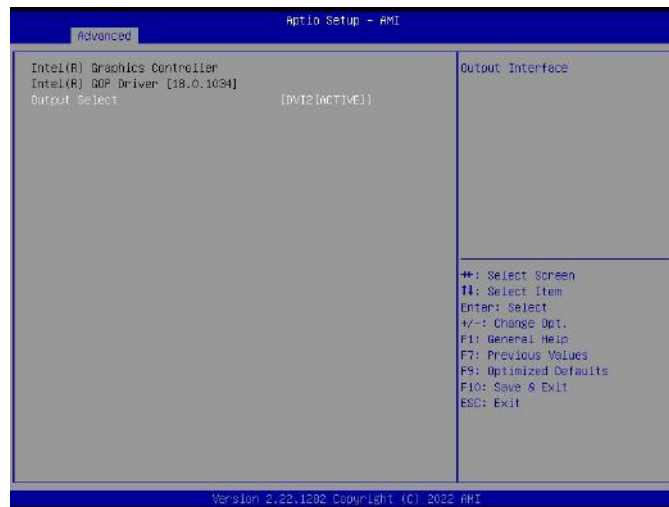 Aptio Setup - AMI
Advanced
Intel(R) Graphics Controller
Intel(R) GOP Driver [18.0.1034]
Output Select [DVI2[ACTIVE]]
Output Interface
→←: Select Screen
↑↓: Select Item
Enter: Select
+/-: Change Opt.
F1: General Help
F7: Previous Values
F9: Optimized Defaults
F10: Save & Exit
ESC: Exit
Version 2.22.1282 Copyright (C) 2022 AMI